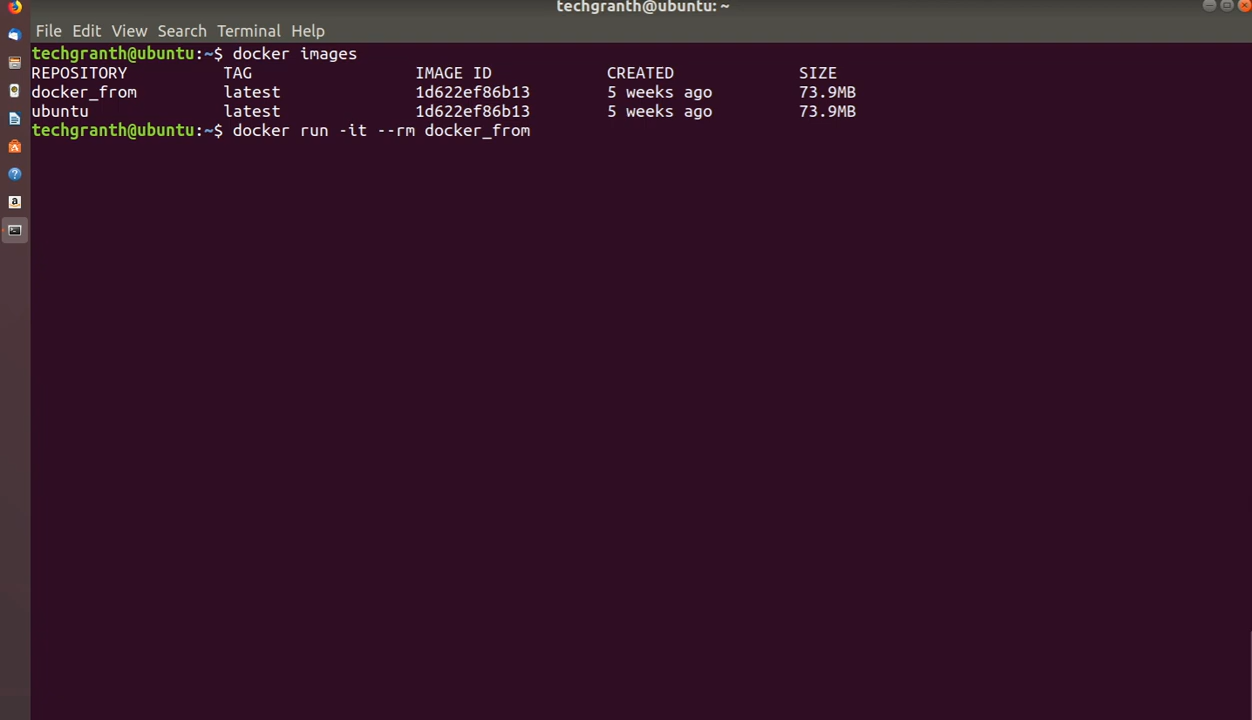 techgranth@ubuntu: ~
File Edit View Search Terminal Help
techgranth@ubuntu:~$ docker images
REPOSITORY TAG IMAGE ID CREATED SIZE
docker_from latest 1d622ef86b13 5 weeks ago 73.9MB
ubuntu latest 1d622ef86b13 5 weeks ago 73.9MB
techgranth@ubuntu:~$ docker run -it --rm docker_from